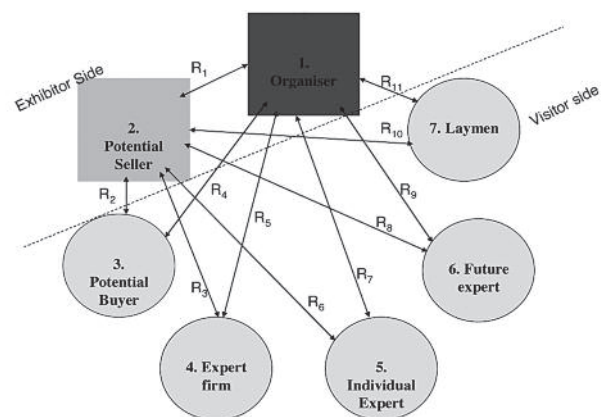 1.
Organiser
R1
R11
Exhibitor Side
Visitor side
2.
Potential
Seller
R10
7. Laymen
R2
R4
R5
R9
R8
3.
Potential
Buyer
R3
R6
R7
6. Future
expert
4. Expert
firm
5.
Individual
Expert